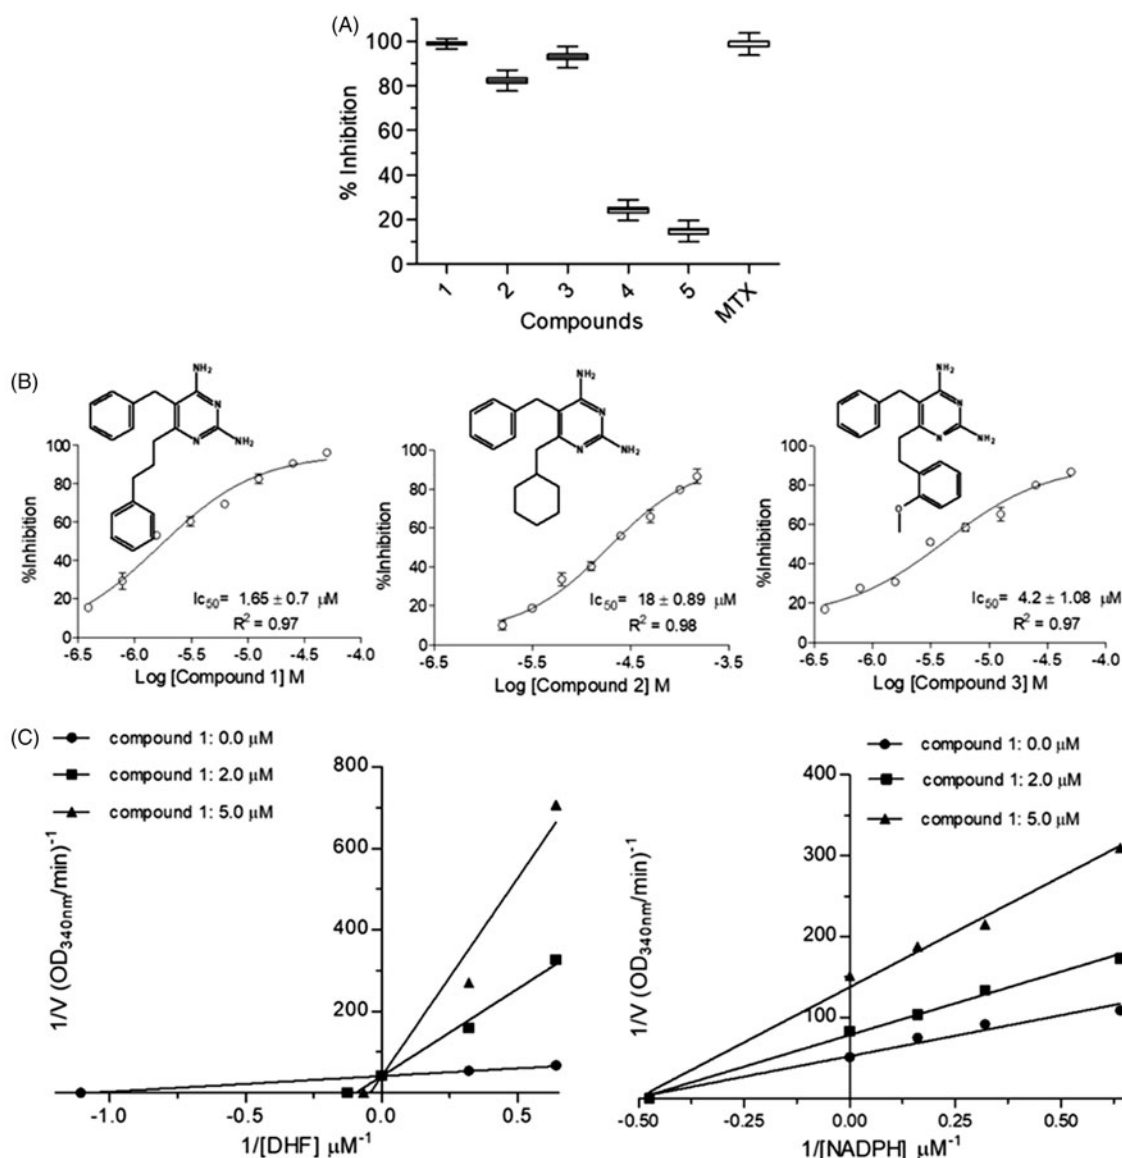 (A)
100
80
60
40
20
0
% Inhibition
1 2 3 4 5 MTX
Compounds
(B)
NH₂
N
N NH₂
100
80
60
40
20
0
%Inhibition
Ic₅₀= 1.65 ± 0.7 μM
R² = 0.97
-6.5 -6.0 -5.5 -5.0 -4.5 -4.0
Log [Compound 1] M
NH₂
N
N NH₂
100
80
60
40
20
0
%Inhibition
Ic₅₀= 18 ± 0.89 μM
R² = 0.98
-6.5 -5.5 -4.5 -3.5
Log [Compound 2] M
NH₂
N
N NH₂
O
100
80
60
40
20
0
%Inhibition
Ic₅₀= 4.2 ± 1.08 μM
R² = 0.97
-6.5 -6.0 -5.5 -5.0 -4.5 -4.0
Log [Compound 3] M
(C)
compound 1: 0.0 μM
compound 1: 2.0 μM
compound 1: 5.0 μM
800
600
400
200
1/V (OD₃₄₀ₙₘ/min)⁻¹
-1.0 -0.5 0.0 0.5
1/[DHF] μM⁻¹
compound 1: 0.0 μM
compound 1: 2.0 μM
compound 1: 5.0 μM
400
300
200
100
1/V (OD₃₄₀ₙₘ/min)⁻¹
-0.50 -0.25 0.00 0.25 0.50
1/[NADPH] μM⁻¹